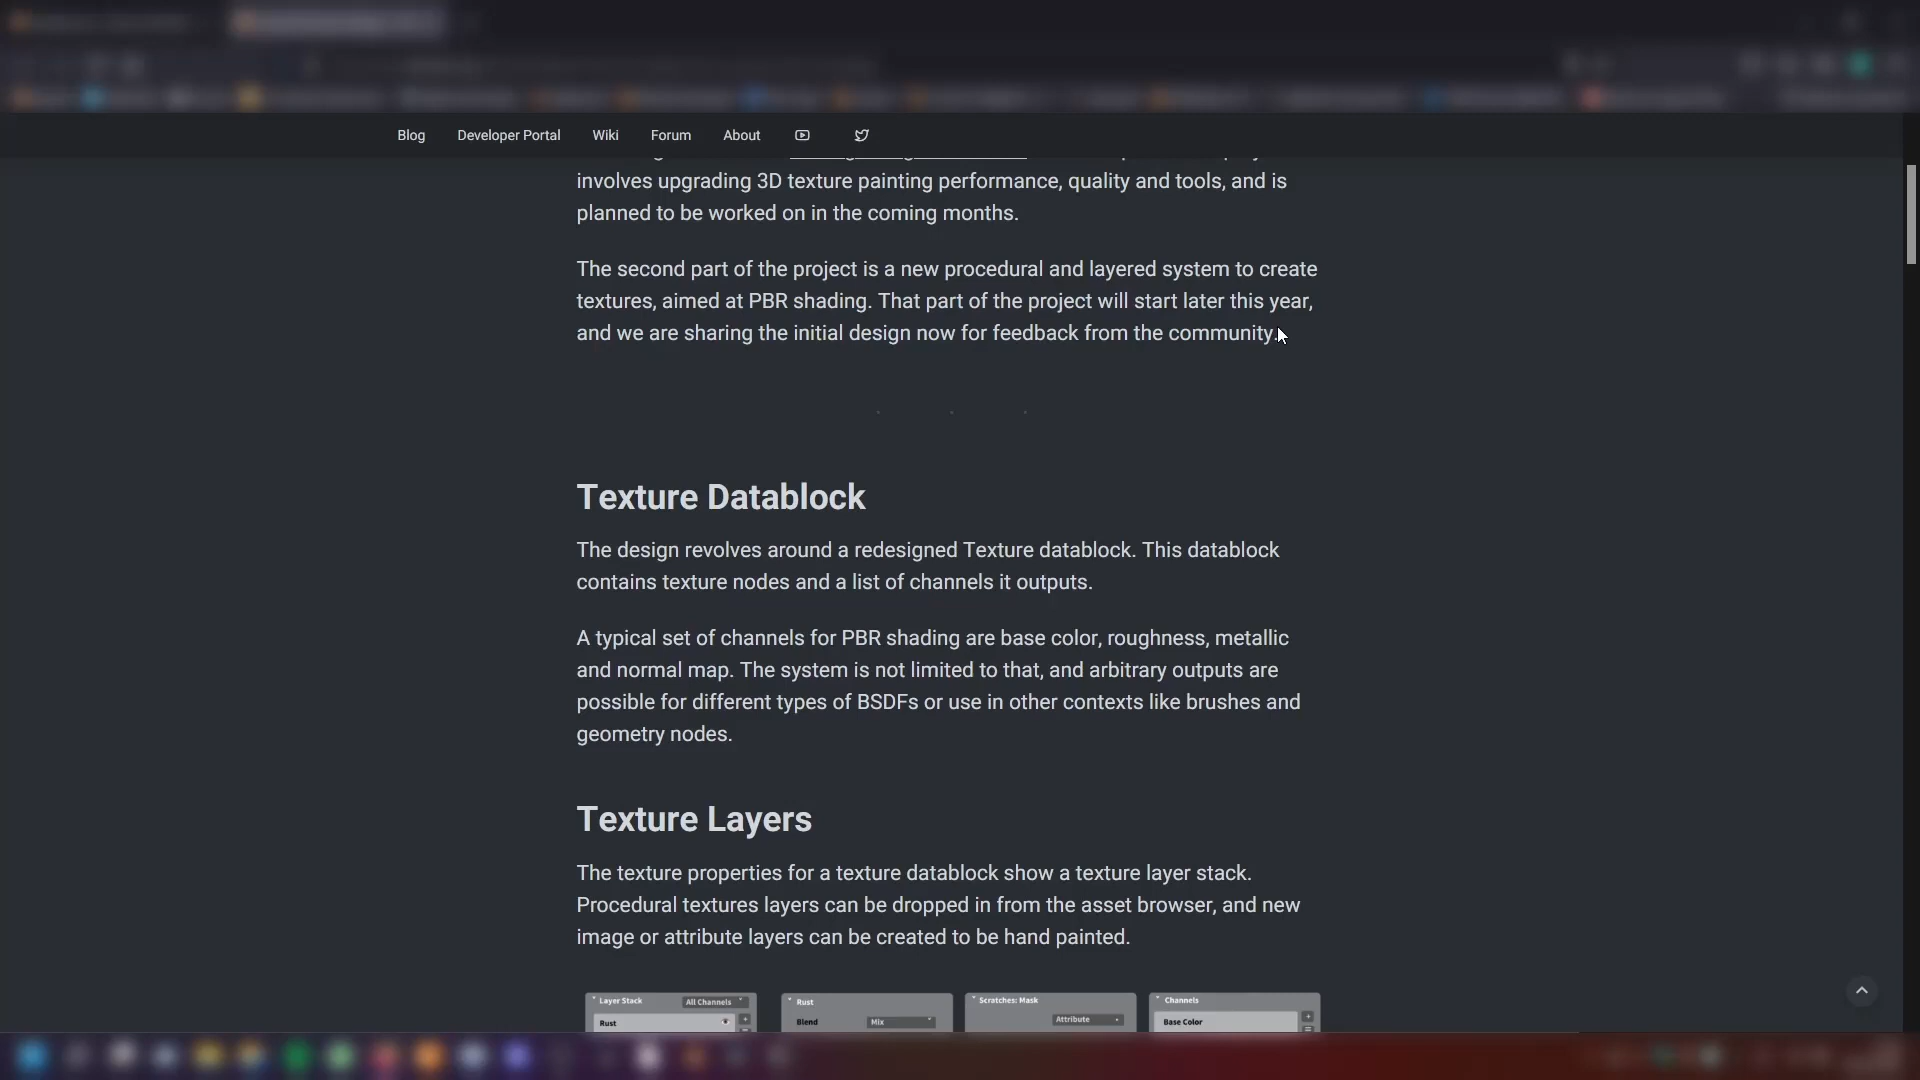 Blog Developer Portal Wiki Forum About
involves upgrading 3D texture painting performance, quality and tools, and is
planned to be worked on in the coming months.
The second part of the project is a new procedural and layered system to create
textures, aimed at PBR shading. That part of the project will start later this year,
and we are sharing the initial design now for feedback from the community.
Texture Datablock
The design revolves around a redesigned Texture datablock. This datablock
contains texture nodes and a list of channels it outputs.
A typical set of channels for PBR shading are base color, roughness, metallic
and normal map. The system is not limited to that, and arbitrary outputs are
possible for different types of BSDFs or use in other contexts like brushes and
geometry nodes.
Texture Layers
The texture properties for a texture datablock show a texture layer stack.
Procedural textures layers can be dropped in from the asset browser, and new
image or attribute layers can be created to be hand painted.
Layer Stack All Channels Rust Scratches: Mask Channels
Rust Blend Mix Attribute Base Color